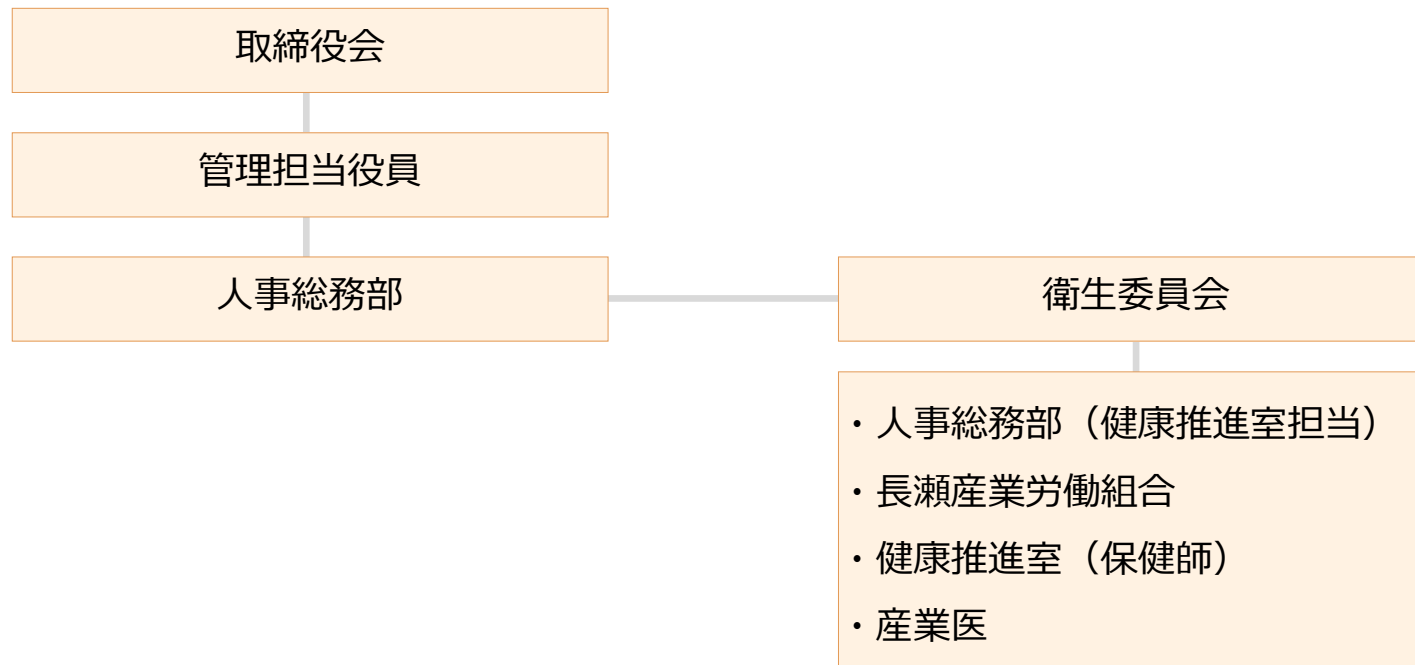 取締役会
管理担当役員
人事総務部
衛生委員会
・人事総務部（健康推進室担当）
・長瀬産業労働組合
・健康推進室（保健師）
・産業医